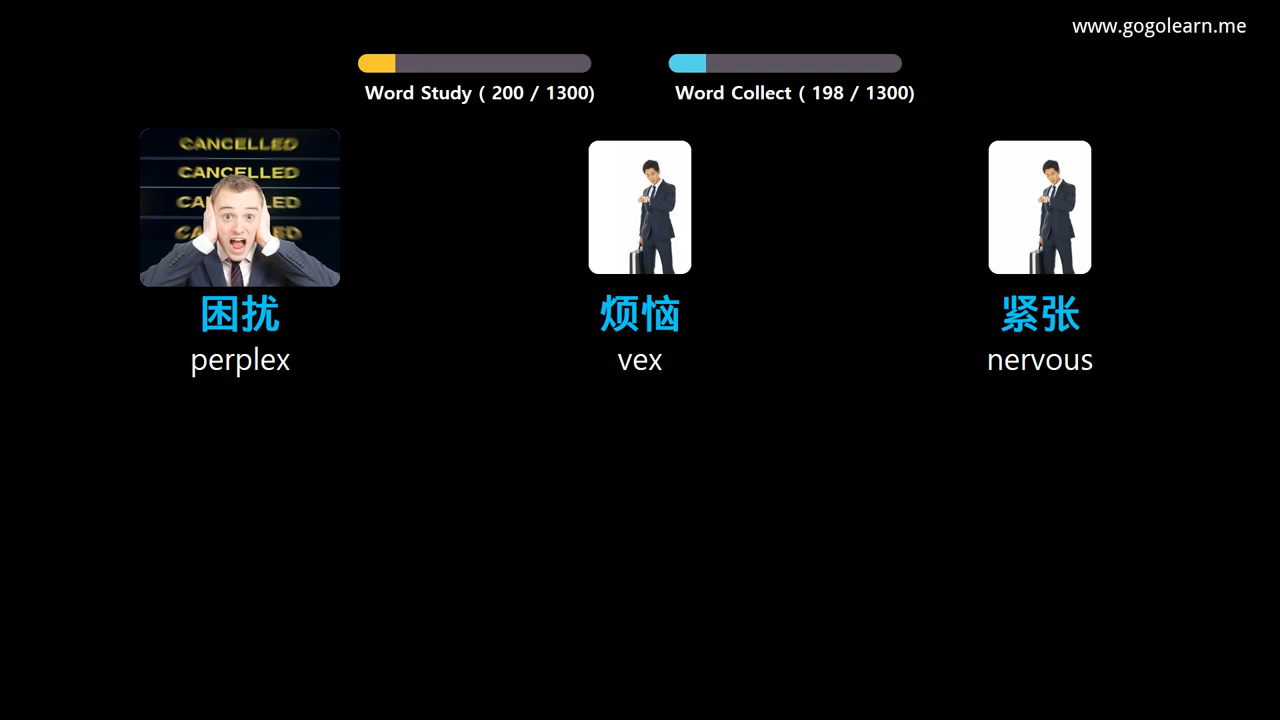 www.gogolearn.me
Word Study ( 200 / 1300)
Word Collect ( 198 / 1300)
CANCELLED
CANCELLED
困扰
烦恼
紧张
perplex
vex
nervous